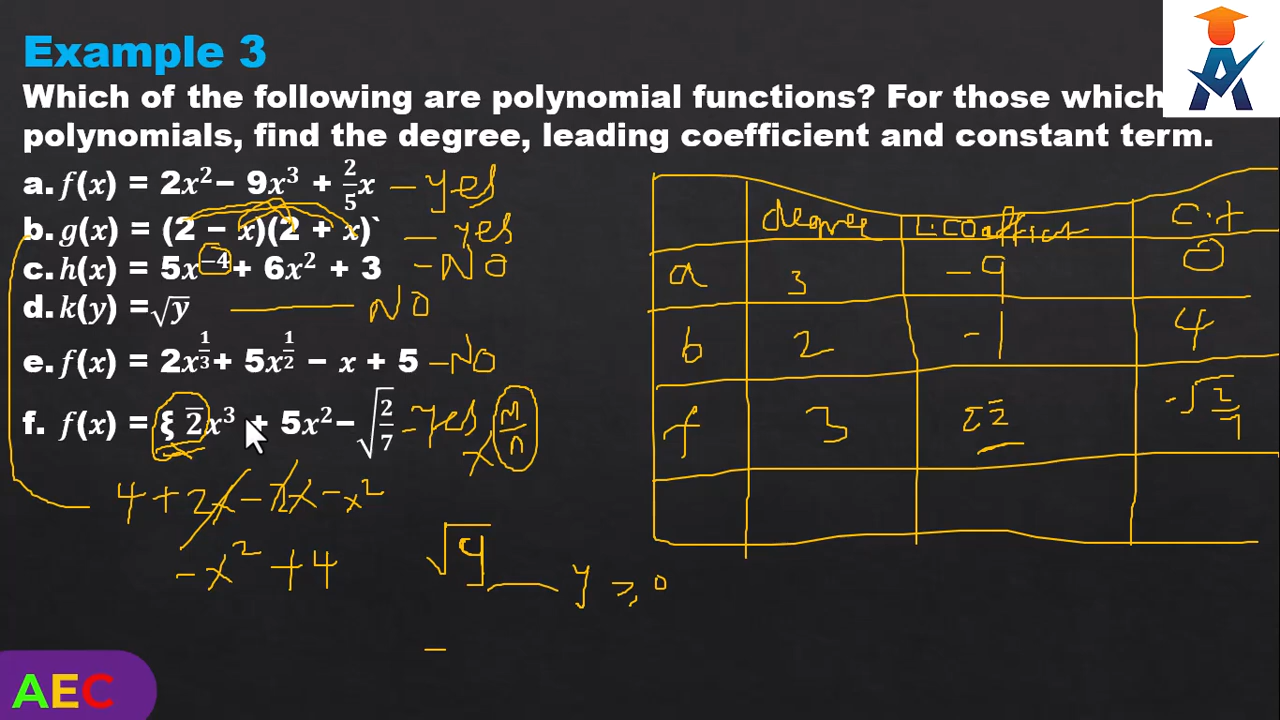 Example 3
Which of the following are polynomial functions? For those which
polynomials, find the degree, leading coefficient and constant term.
a. f(x) = 2x² − 9x³ + 2/5 x – yes
b. g(x) = (2 − x)(2 + x)` – yes
c. h(x) = 5x⁻⁴ + 6x² + 3 – No
d. k(y) = √y — No
e. f(x) = 2x^(1/3) + 5x^(1/2) − x + 5 – No
f. f(x) = ξ 2̅x³ + 5x² − √(2/7) – yes x m/n
4 + 2x − 2x − x²
−x² + 4
√y y ≥ 0
–
degree L.Coefficient C.t
a 3 −9 0
b 2 −1 4
f 3 Σ2̅ −√(2/7)
AEC